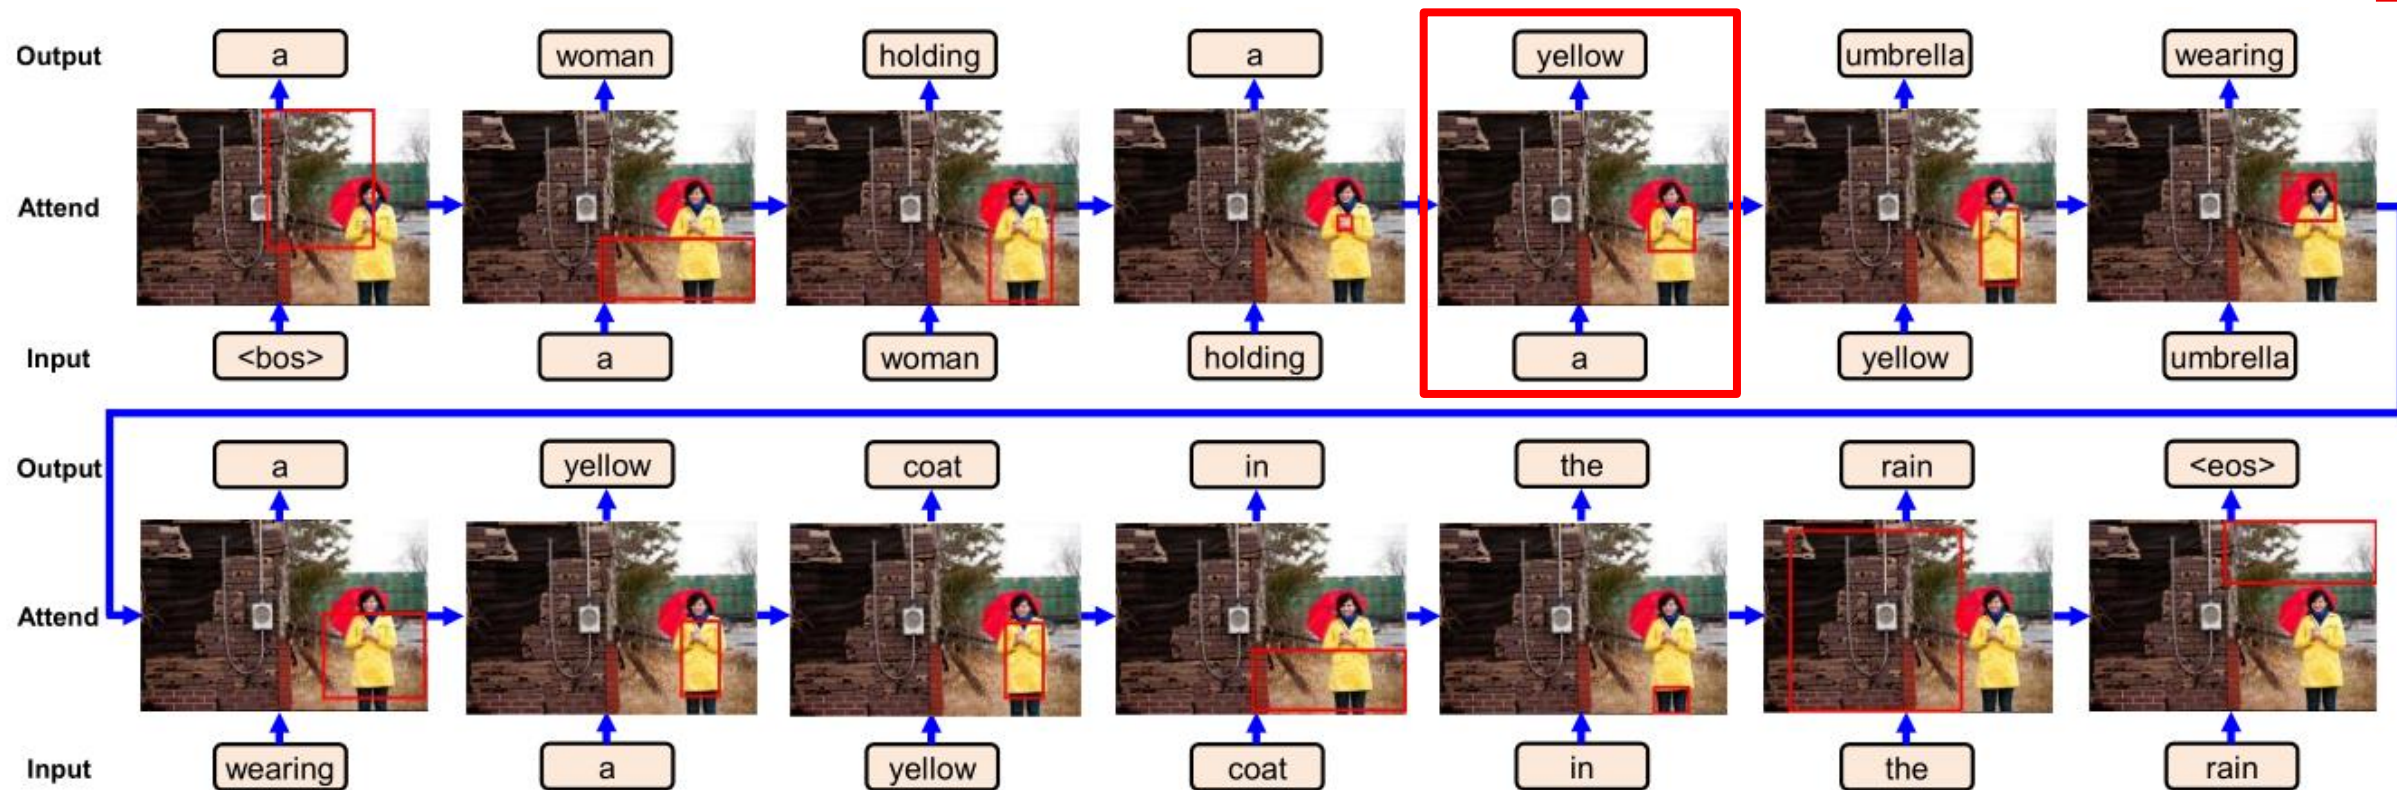 Output a woman holding a yellow umbrella wearing
Attend
Input <bos> a woman holding a yellow umbrella
Output a yellow coat in the rain <eos>
Attend
Input wearing a yellow coat in the rain